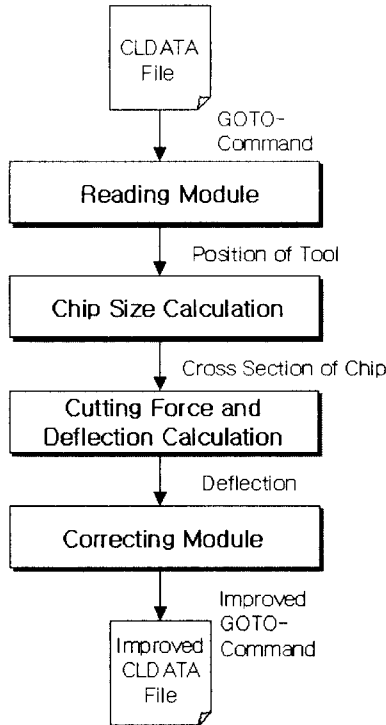 CLDATA
File
GOTO-
Command
Reading Module
Position of Tool
Chip Size Calculation
Cross Section of Chip
Cutting Force and
Deflection Calculation
Deflection
Correcting Module
Improved
GOTO-
Command
Improved
CLDATA
File